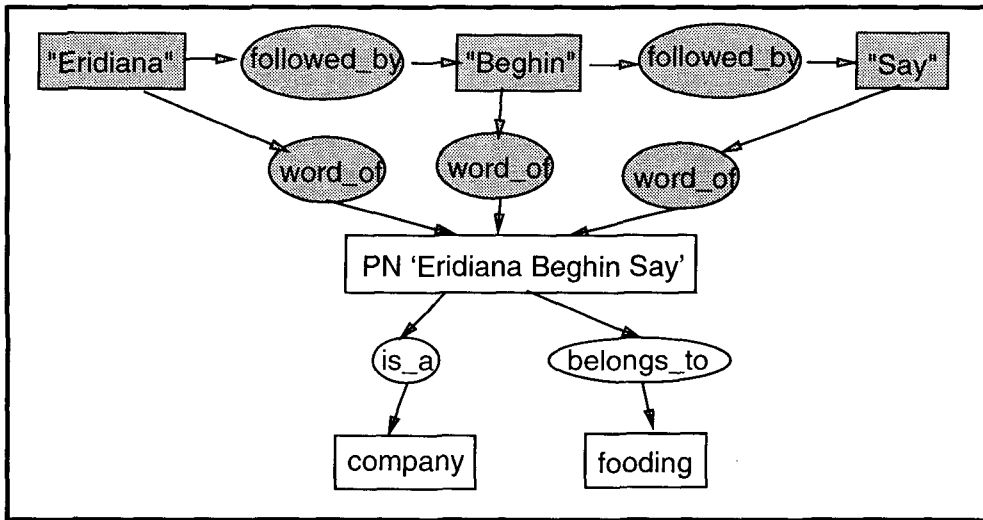 "Eridiana" followed_by "Beghin" followed_by "Say"
word_of word_of word_of
PN ‘Eridiana Beghin Say’
is_a belongs_to
company fooding